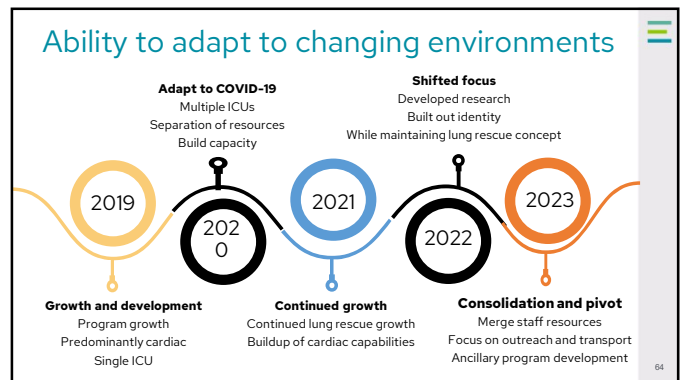 Ability to adapt to changing environments
Adapt to COVID-19
Multiple ICUs
Separation of resources
Build capacity
Shifted focus
Developed research
Built out identity
While maintaining lung rescue concept
2019
202
0
2021
2022
2023
Growth and development
Program growth
Predominantly cardiac
Single ICU
Continued growth
Continued lung rescue growth
Buildup of cardiac capabilities
Consolidation and pivot
Merge staff resources
Focus on outreach and transport
Ancillary program development
64